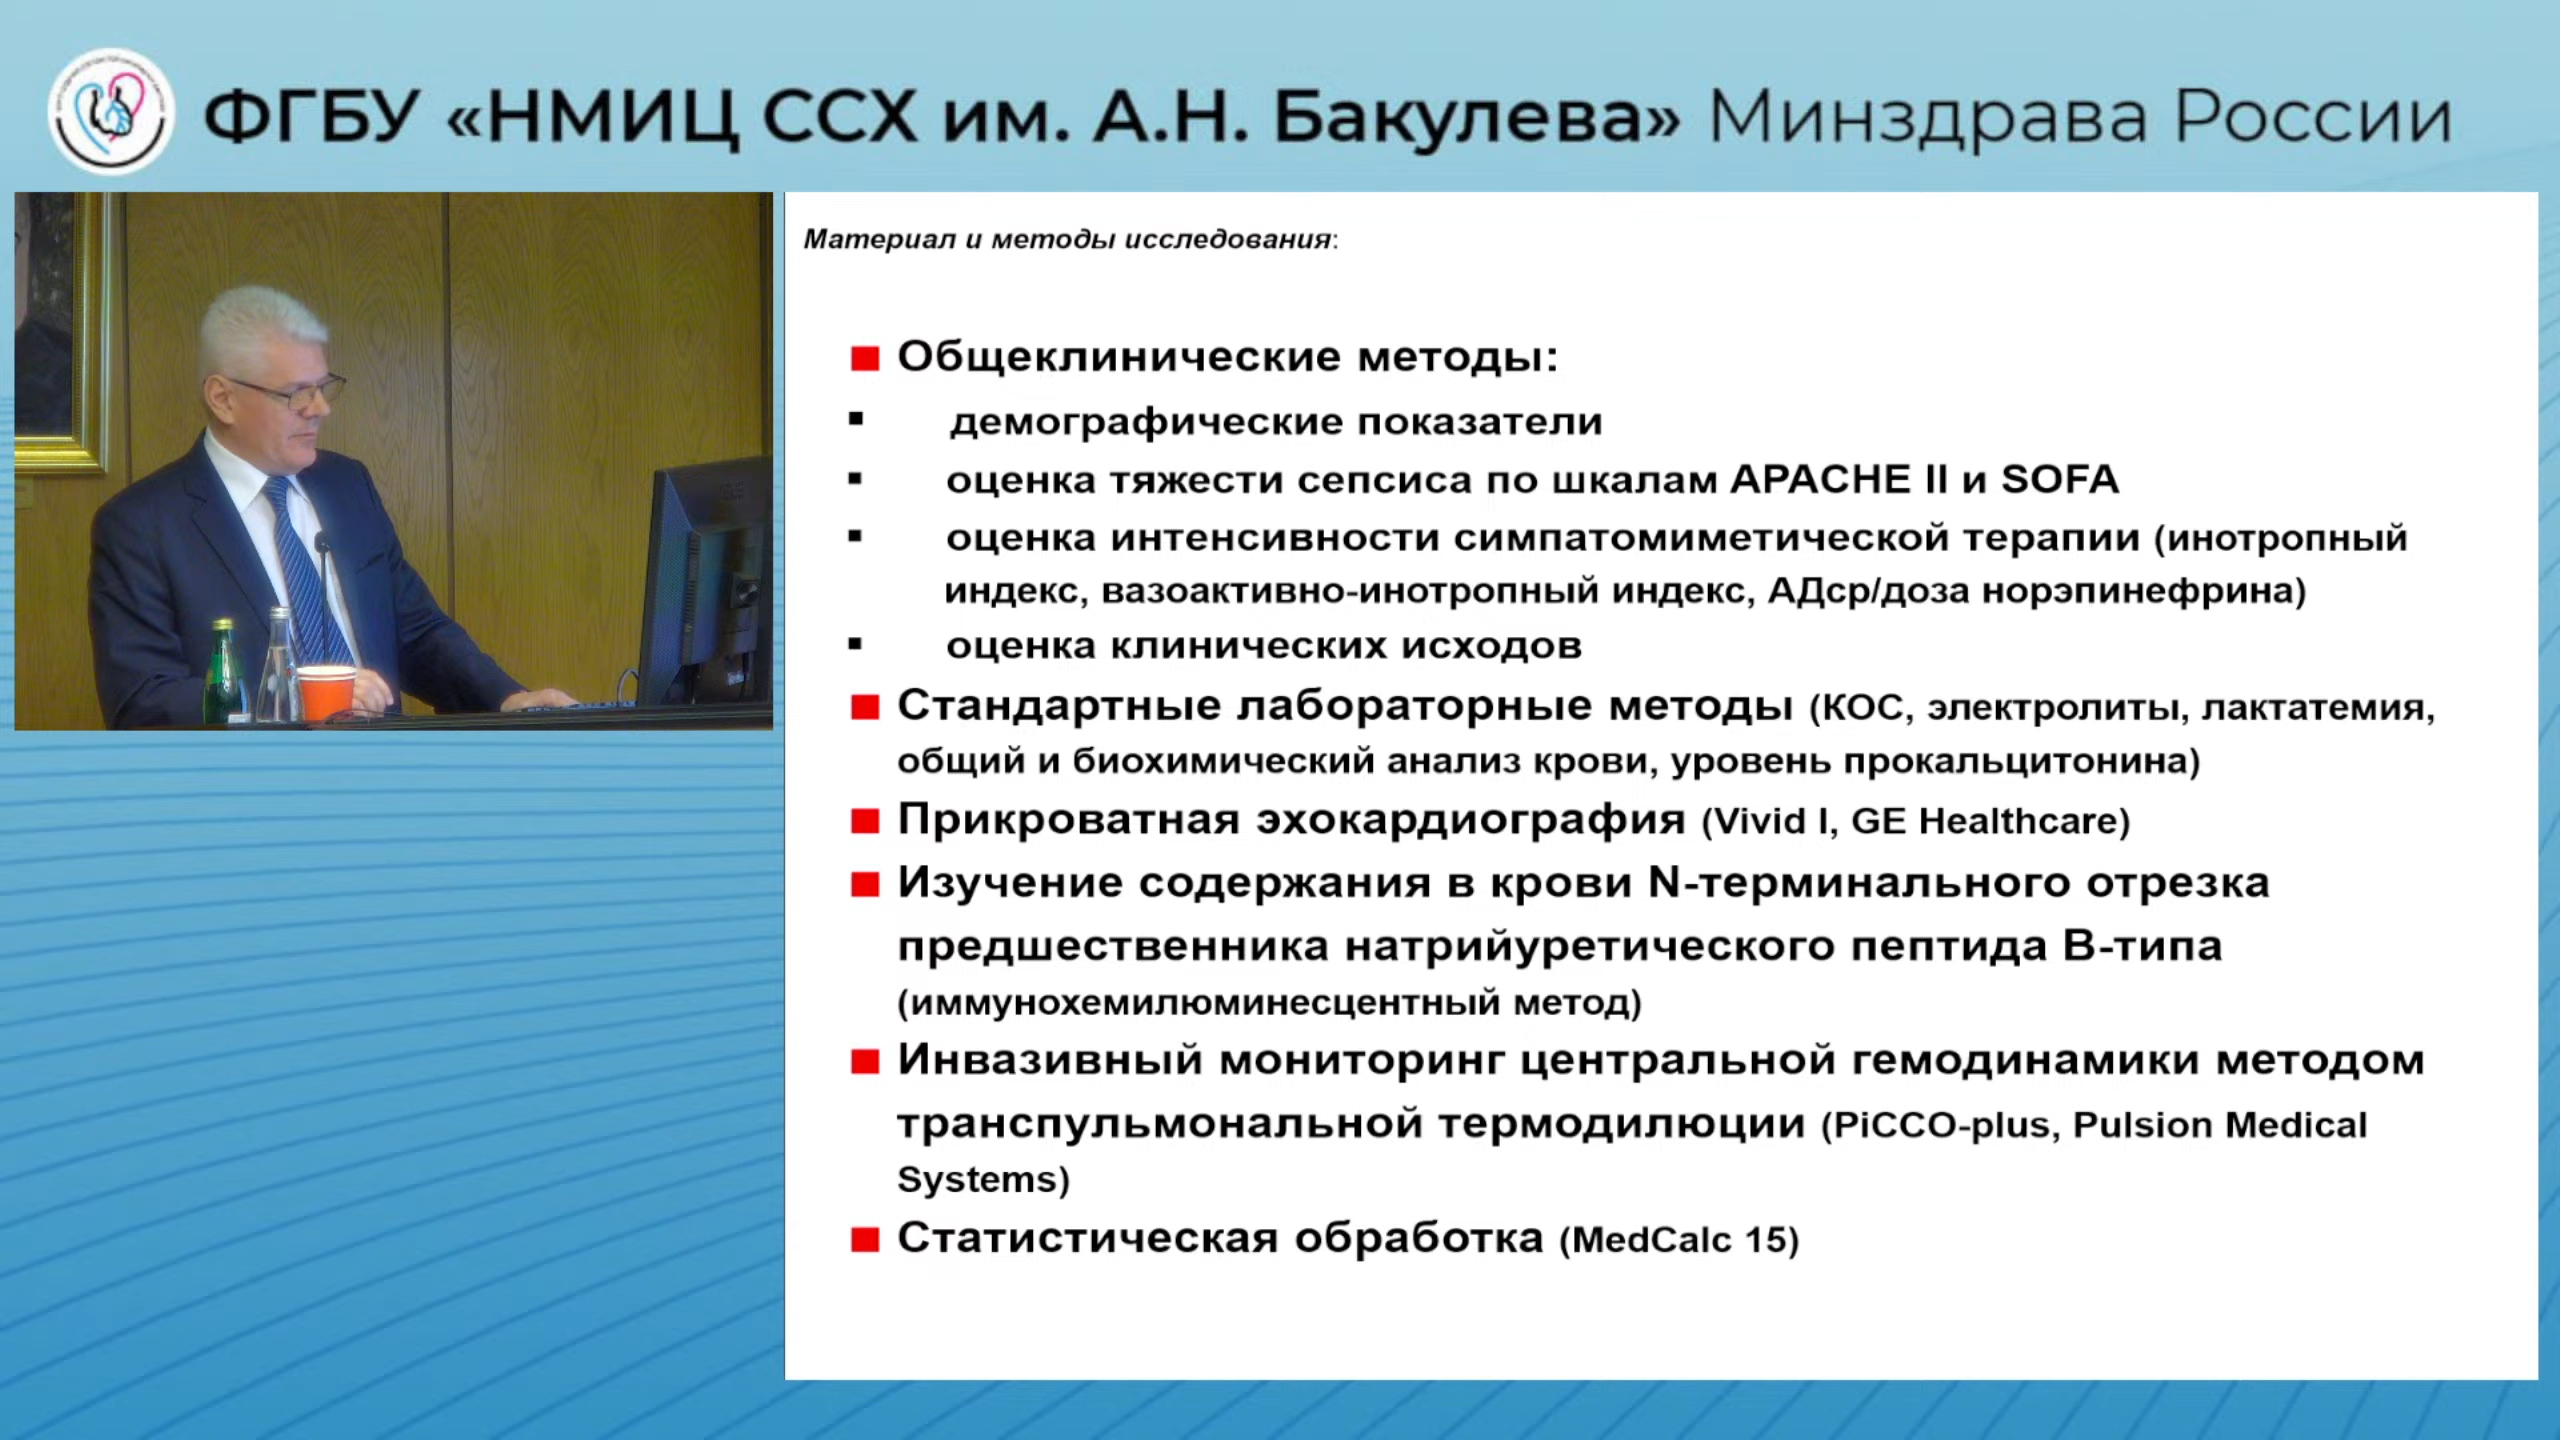 ФГБУ «НМИЦ ССХ им. А.Н. Бакулева» Минздрава России
Материал и методы исследования:
Общеклинические методы:
демографические показатели
оценка тяжести сепсиса по шкалам APACHE II и SOFA
оценка интенсивности симпатомиметической терапии (инотропный
индекс, вазоактивно-инотропный индекс, АДср/доза норэпинефрина)
оценка клинических исходов
Стандартные лабораторные методы (КОС, электролиты, лактатемия,
общий и биохимический анализ крови, уровень прокальцитонина)
Прикроватная эхокардиография (Vivid I, GE Healthcare)
Изучение содержания в крови N-терминального отрезка
предшественника натрийуретического пептида B-типа
(иммунохемилюминесцентный метод)
Инвазивный мониторинг центральной гемодинамики методом
транспульмональной термодилюции (PiCCO-plus, Pulsion Medical
Systems)
Статистическая обработка (MedCalc 15)